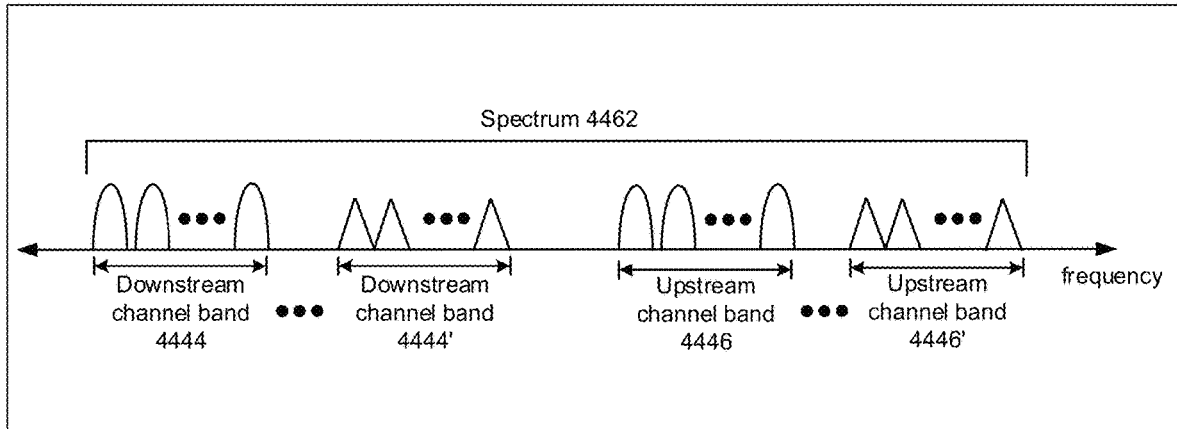 Spectrum 4462
frequency
Downstream
channel band
4444
Downstream
channel band
4444'
Upstream
channel band
4446
Upstream
channel band
4446'